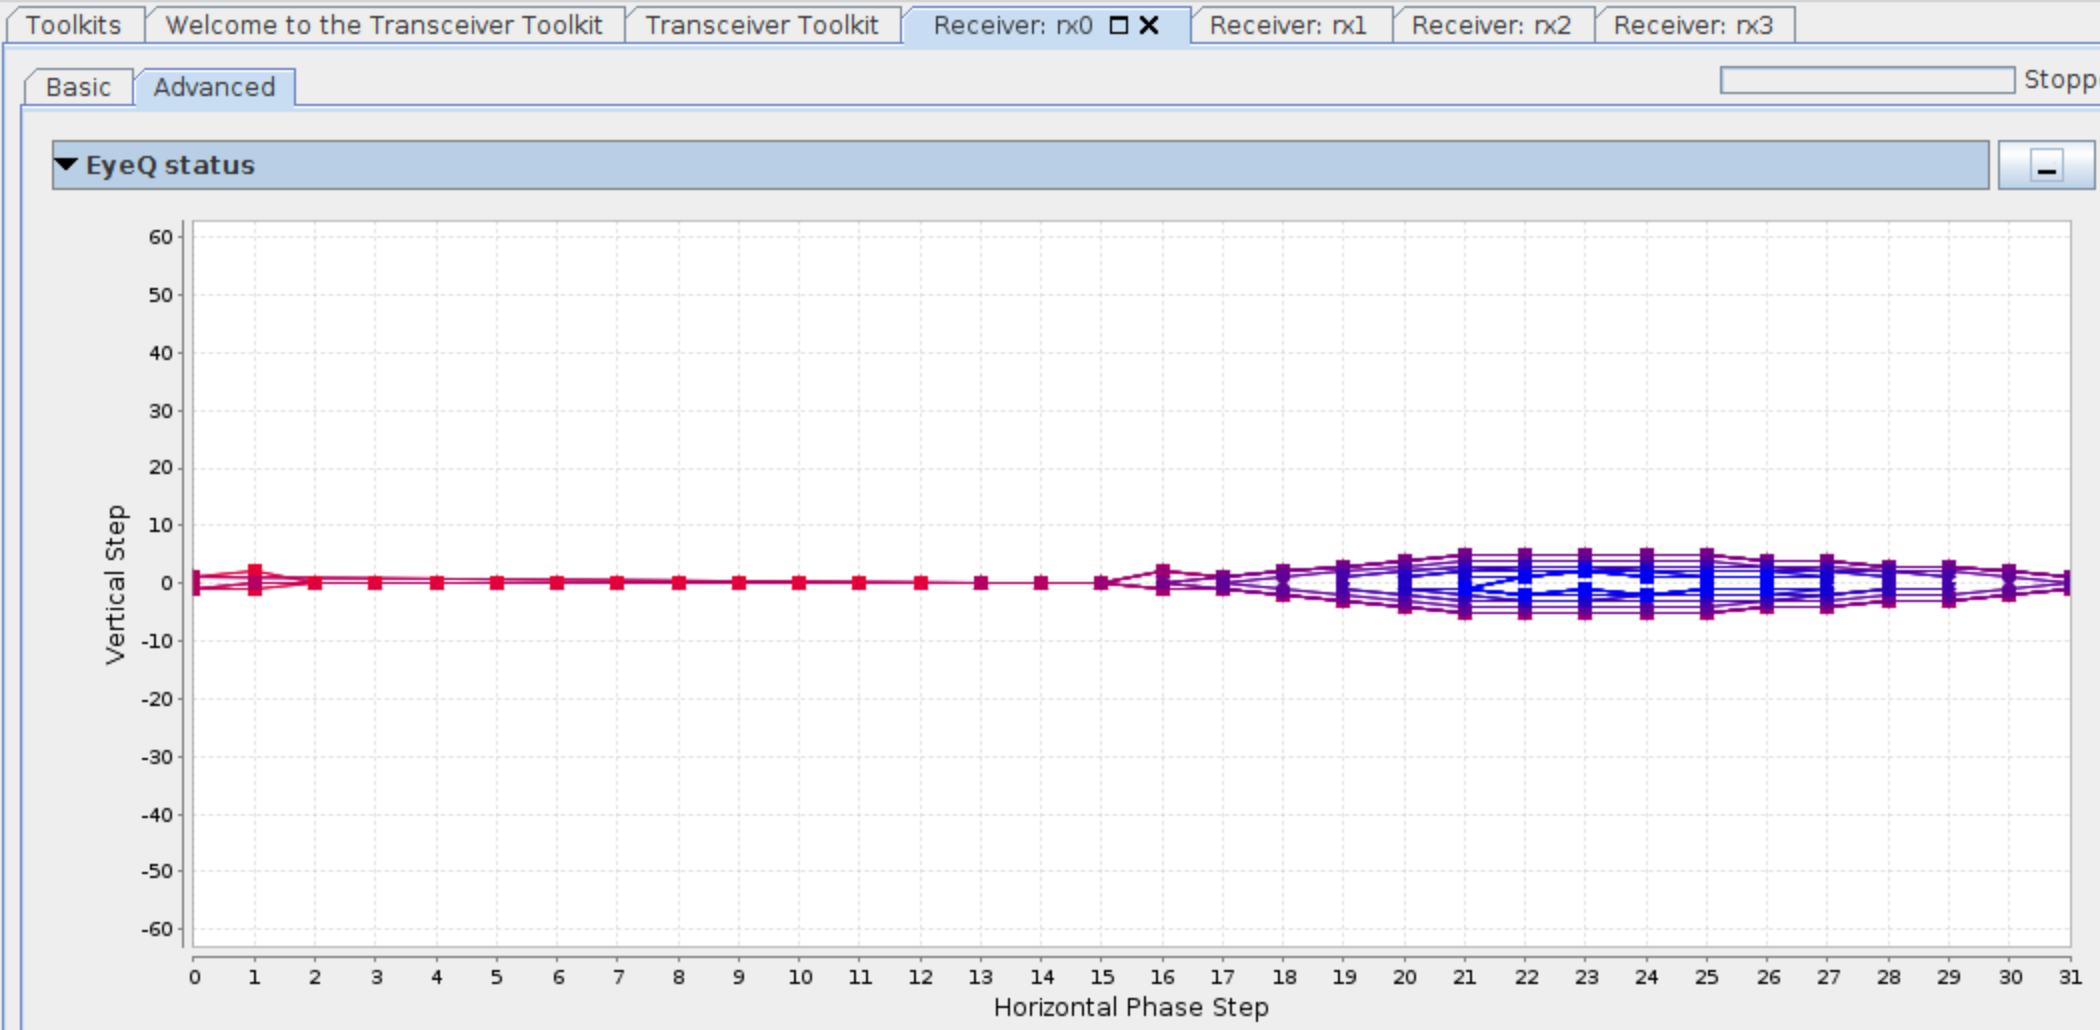 Toolkits Welcome to the Transceiver Toolkit Transceiver Toolkit Receiver: rx0 Receiver: rx1 Receiver: rx2 Receiver: rx3
Basic Advanced Stopp
EyeQ status
60
50
40
30
20
10
0
-10
-20
-30
-40
-50
-60
Vertical Step
0 1 2 3 4 5 6 7 8 9 10 11 12 13 14 15 16 17 18 19 20 21 22 23 24 25 26 27 28 29 30 31
Horizontal Phase Step